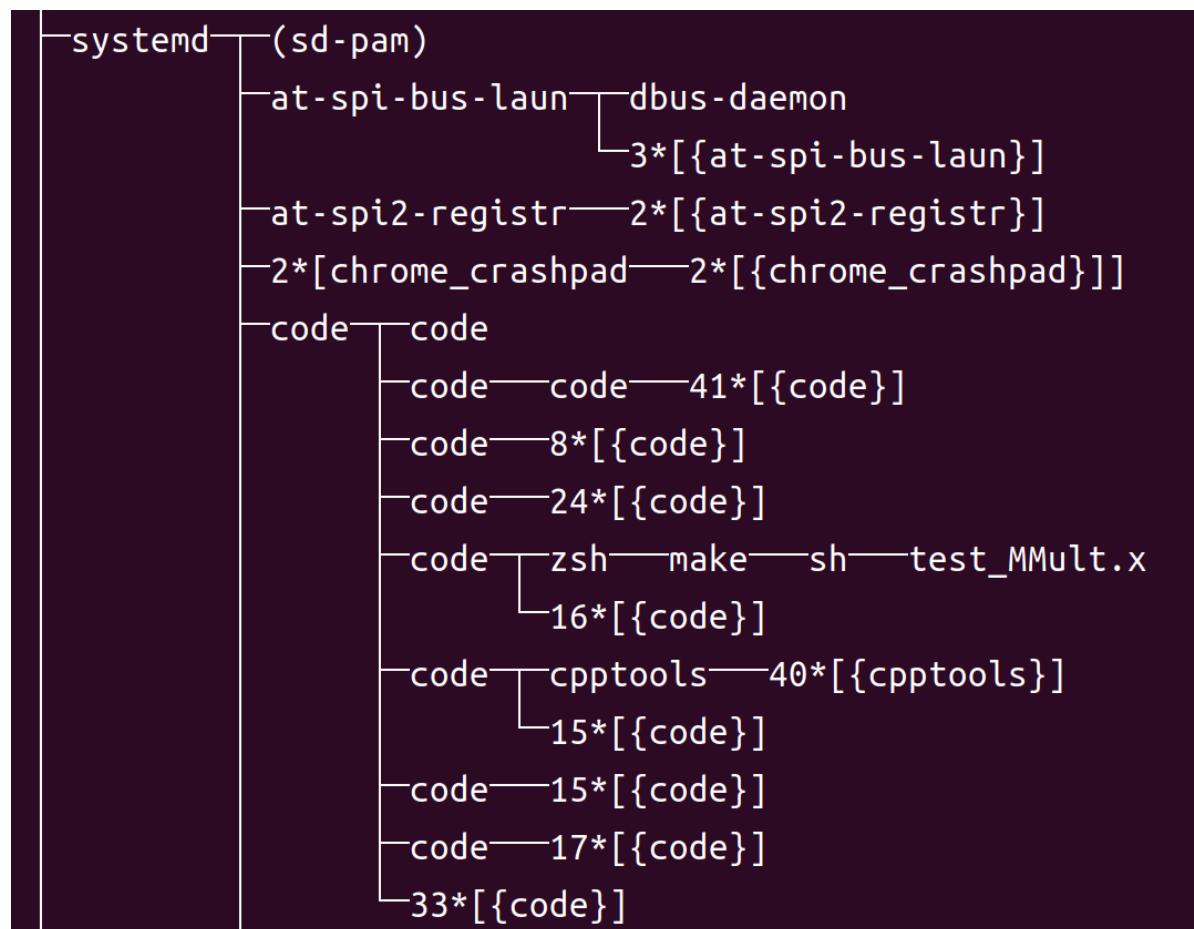 systemd─┬─(sd-pam)
├─at-spi-bus-laun─┬─dbus-daemon
└─3*[{at-spi-bus-laun}]
├─at-spi2-registr───2*[{at-spi2-registr}]
├─2*[chrome_crashpad───2*[{chrome_crashpad}]]
├─code─┬─code
├─code───code───41*[{code}]
├─code───8*[{code}]
├─code───24*[{code}]
├─code─┬─zsh───make───sh───test_MMult.x
└─16*[{code}]
├─code─┬─cpptools───40*[{cpptools}]
└─15*[{code}]
├─code───15*[{code}]
├─code───17*[{code}]
└─33*[{code}]